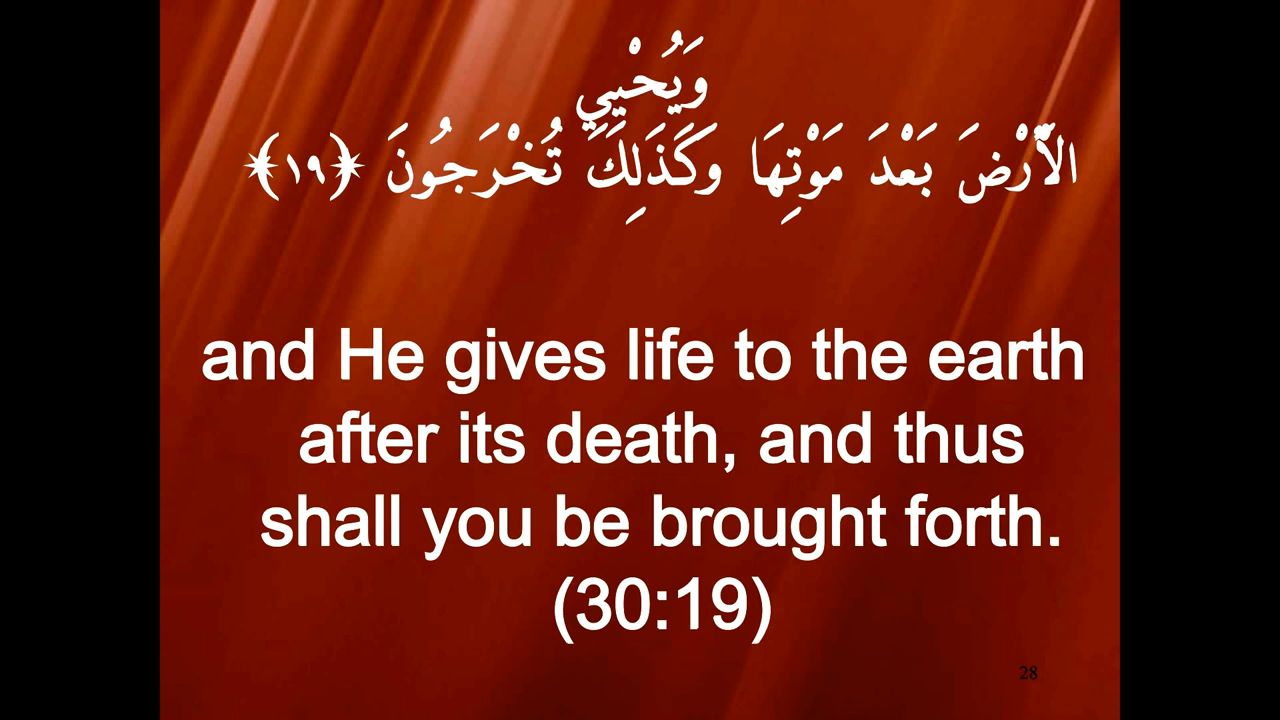 وَيُحْيِي
الْأَرْضَ بَعْدَ مَوْتِهَا وَكَذَلِكَ تُخْرَجُونَ ﴿١٩﴾
and He gives life to the earth
after its death, and thus
shall you be brought forth.
(30:19)
28